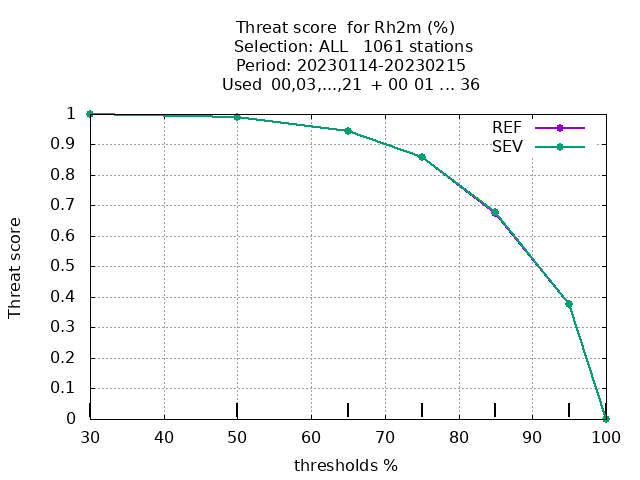 Threat score  for Rh2m (%)
Selection: ALL   1061 stations
Period: 20230114-20230215
Used  00,03,...,21  + 00 01 ... 36
REF
SEV
1
0.9
0.8
0.7
0.6
0.5
0.4
0.3
0.2
0.1
0
Threat score
30 40 50 60 70 80 90 100
thresholds %